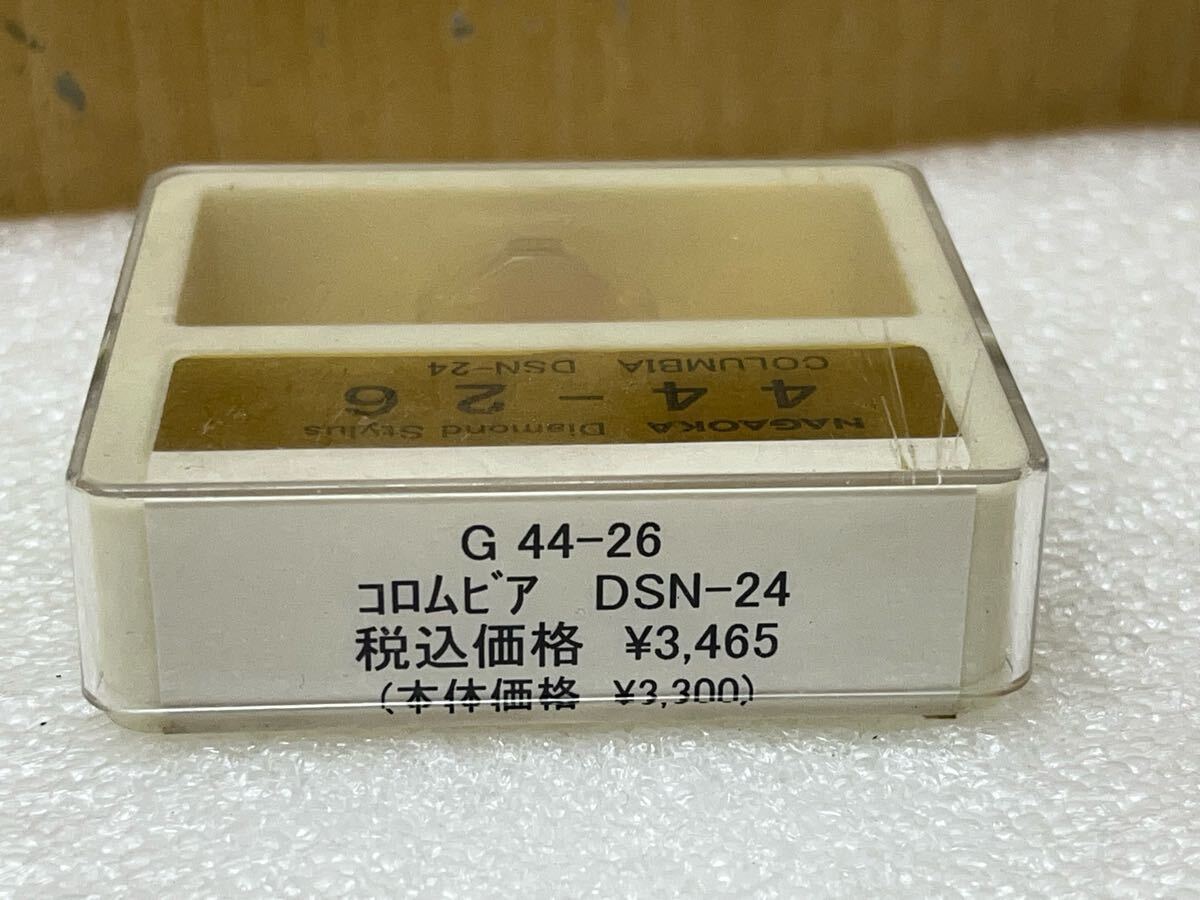 NAGAOKA Diamond Stylus
44-26
COLUMBIA DSN-24
G 44-26
コロムビア DSN-24
税込価格 ¥3,465
(本体価格 ¥3,300)